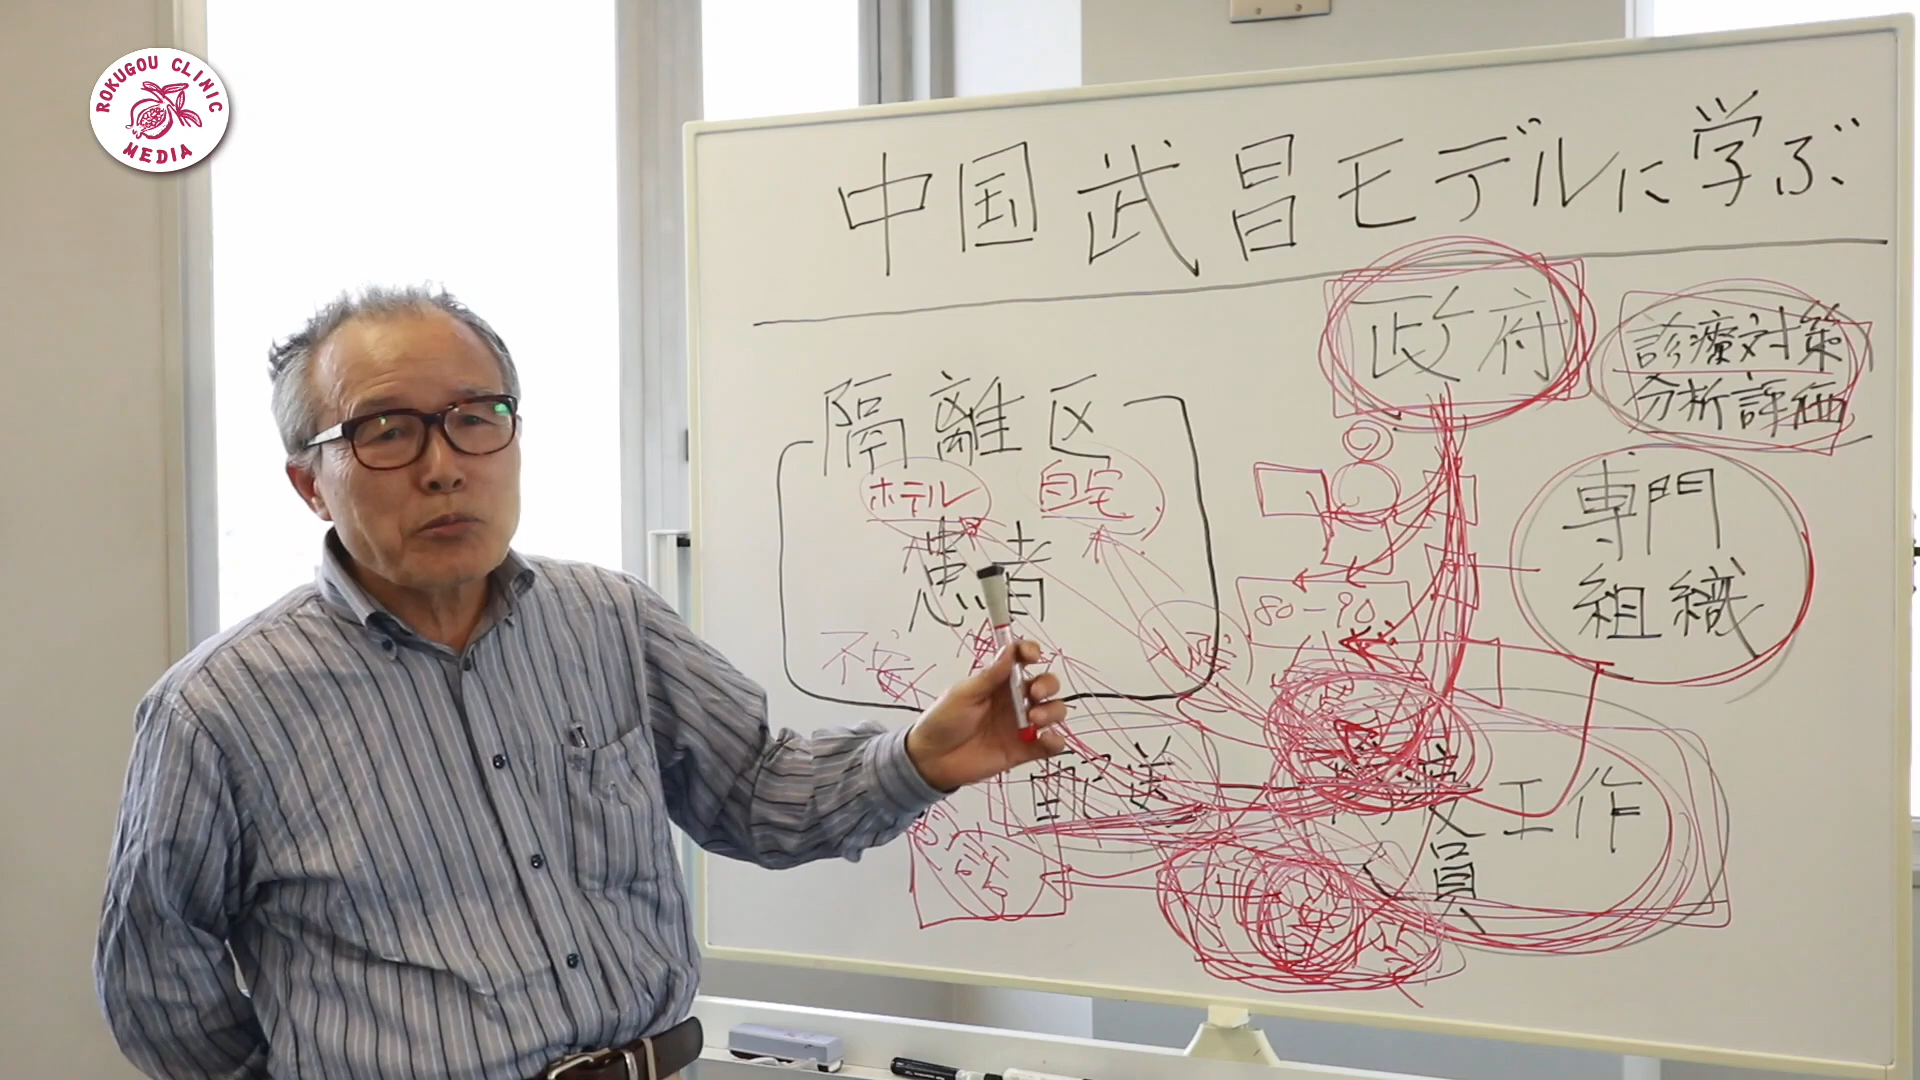 ROKUGOU CLINIC
MEDIA
中国 武昌モデルに学ぶ
政府
診療対策
分析評価
隔離区
ホテル
自宅
患者
専門
組織
80-90
不安
配送
工作
員